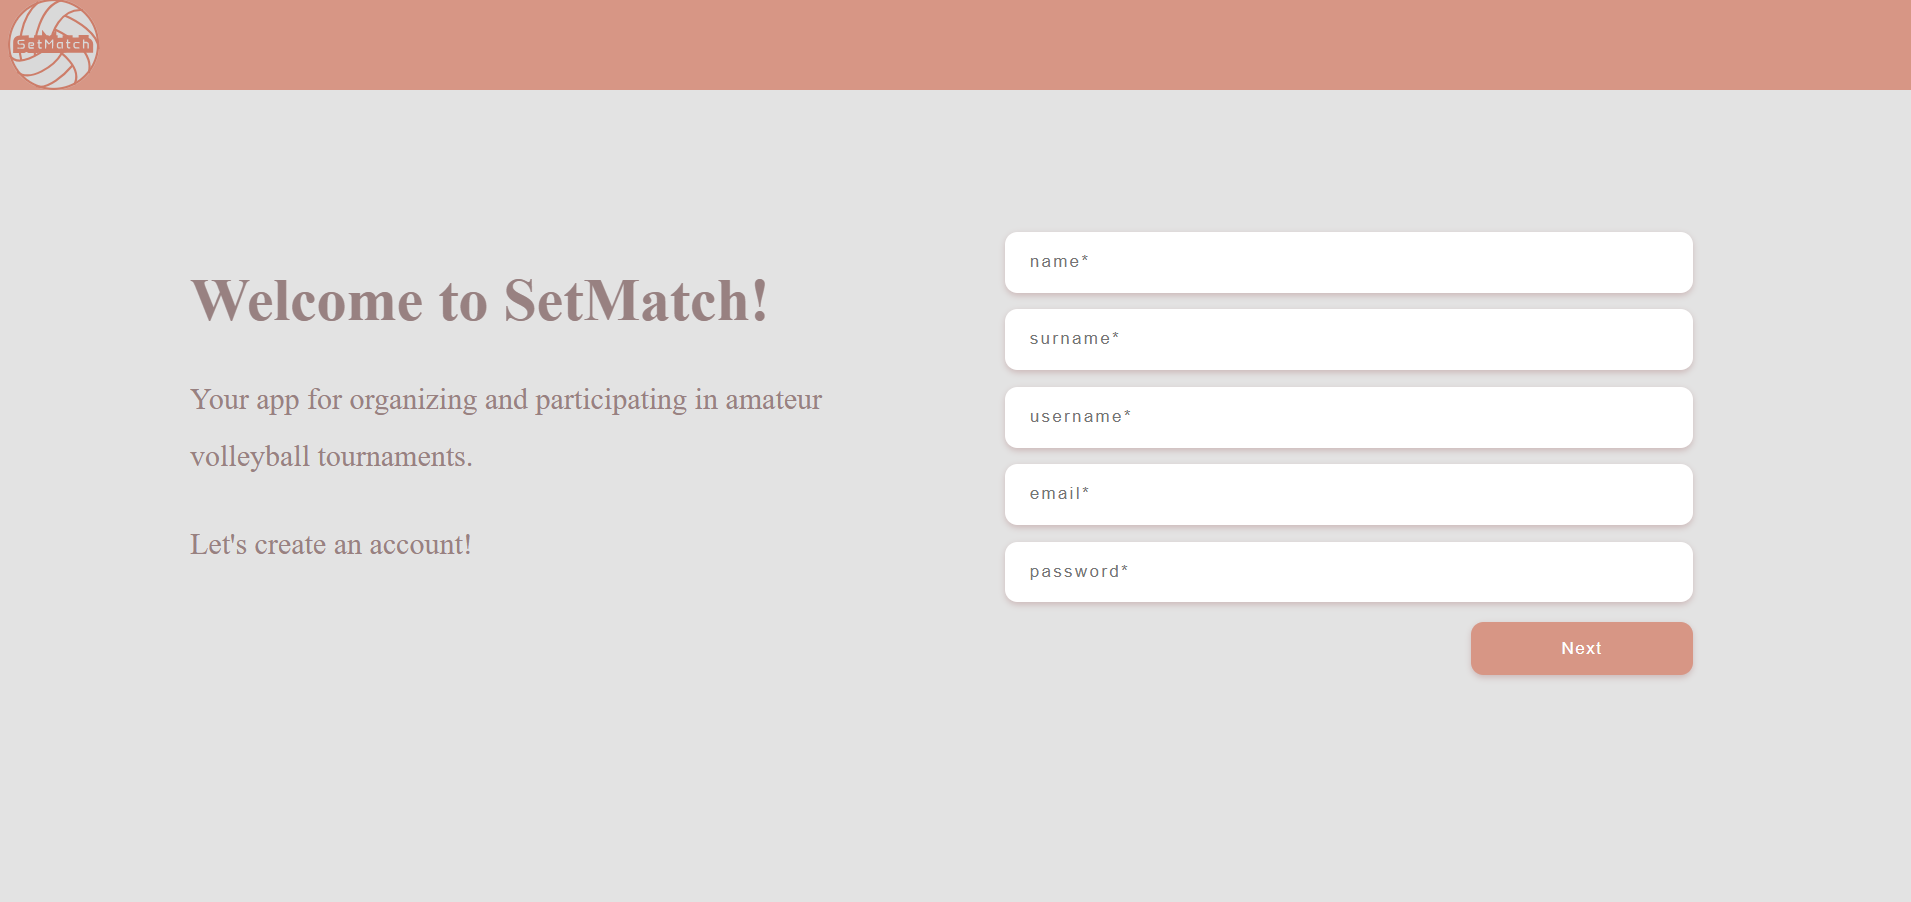 SetMatch
Welcome to SetMatch!
Your app for organizing and participating in amateur
volleyball tournaments.
Let's create an account!
name*
surname*
username*
email*
password*
Next